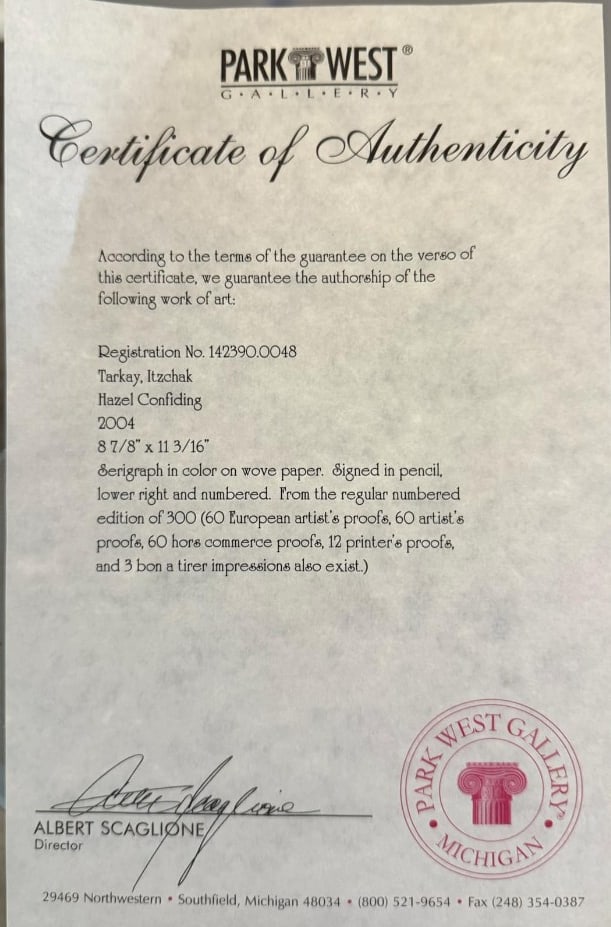 PARK WEST®
G·A·L·L·E·R·Y
Certificate of Authenticity
According to the terms of the guarantee on the verso of
this certificate, we guarantee the authorship of the
following work of art:
Registration No. 142390.0048
Tarkay, Itzchak
Hazel Confiding
2004
8 7/8" x 11 3/16"
Serigraph in color on wove paper. Signed in pencil,
lower right and numbered. From the regular numbered
edition of 300 (60 European artist's proofs, 60 artist's
proofs, 60 hors commerce proofs, 12 printer's proofs,
and 3 bon a tirer impressions also exist.)
Albert Scaglione
ALBERT SCAGLIONE
Director
PARK WEST GALLERY®
• MICHIGAN •
29469 Northwestern • Southfield, Michigan 48034 • (800) 521-9654 • Fax (248) 354-0387